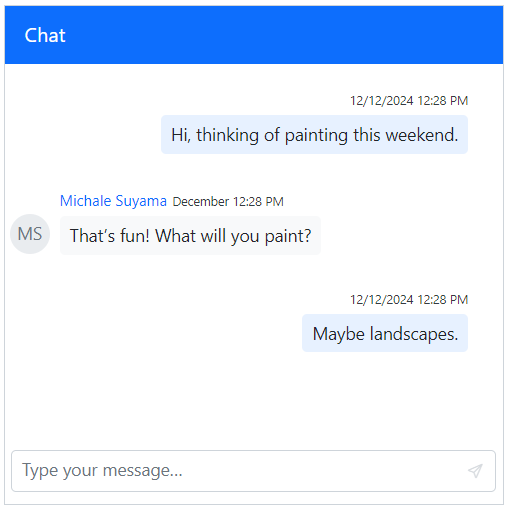 Chat
12/12/2024 12:28 PM
Hi, thinking of painting this weekend.
Michale Suyama December 12:28 PM
MS
That's fun! What will you paint?
12/12/2024 12:28 PM
Maybe landscapes.
Type your message...